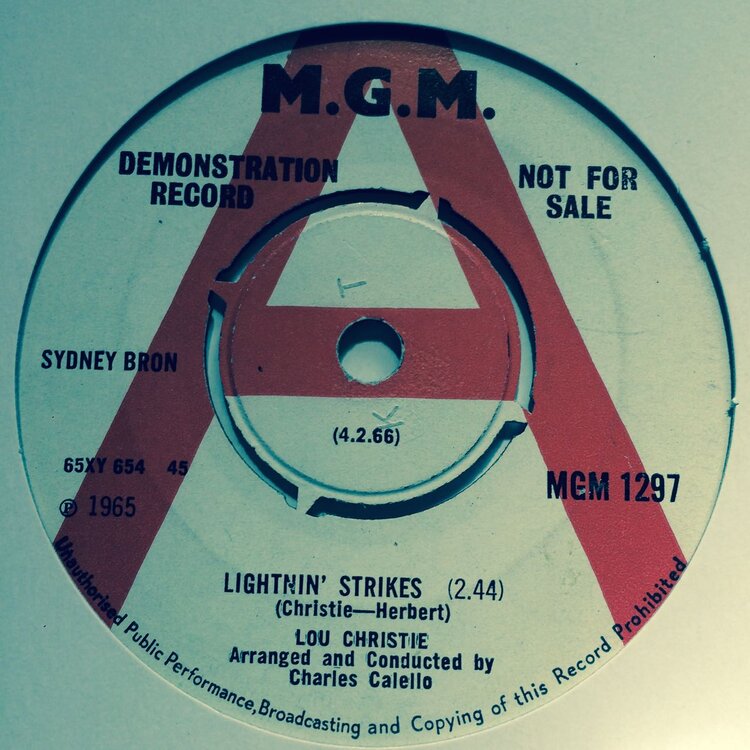 M.G.M.
DEMONSTRATION
RECORD
NOT FOR
SALE
T
SYDNEY BRON
K
(4.2.66)
65XY 654 45
MGM 1297
℗ 1965
LIGHTNIN' STRIKES (2.44)
(Christie—Herbert)
LOU CHRISTIE
Arranged and Conducted by
Charles Calello
Unauthorised Public Performance, Broadcasting and Copying of this Record Prohibited